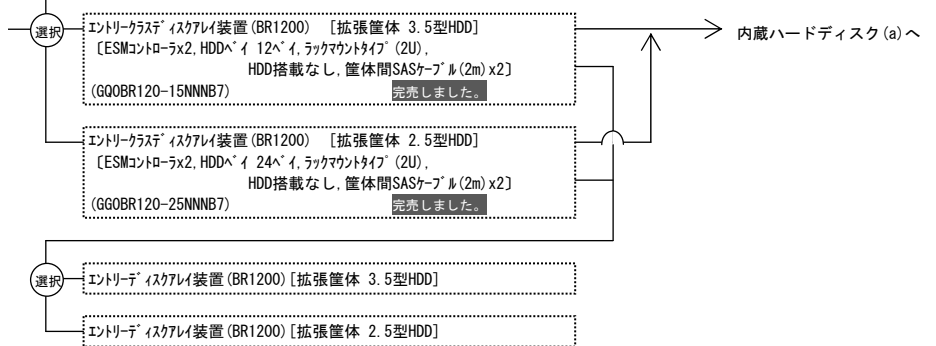 選択
エントリークラスディスクアレイ装置(BR1200) [拡張筐体 3.5型HDD]
〔ESMコントローラx2,HDDベイ 12ベイ,ラックマウントタイプ(2U),
HDD搭載なし,筐体間SASケーブル(2m)x2〕
(GQOBR120-15NNNB7) 完売しました。
内蔵ハードディスク(a)へ
エントリークラスディスクアレイ装置(BR1200) [拡張筐体 2.5型HDD]
〔ESMコントローラx2,HDDベイ 24ベイ,ラックマウントタイプ(2U),
HDD搭載なし,筐体間SASケーブル(2m)x2〕
(GGOBR120-25NNNB7) 完売しました。
選択
エントリーディスクアレイ装置(BR1200)[拡張筐体 3.5型HDD]
エントリーディスクアレイ装置(BR1200)[拡張筐体 2.5型HDD]